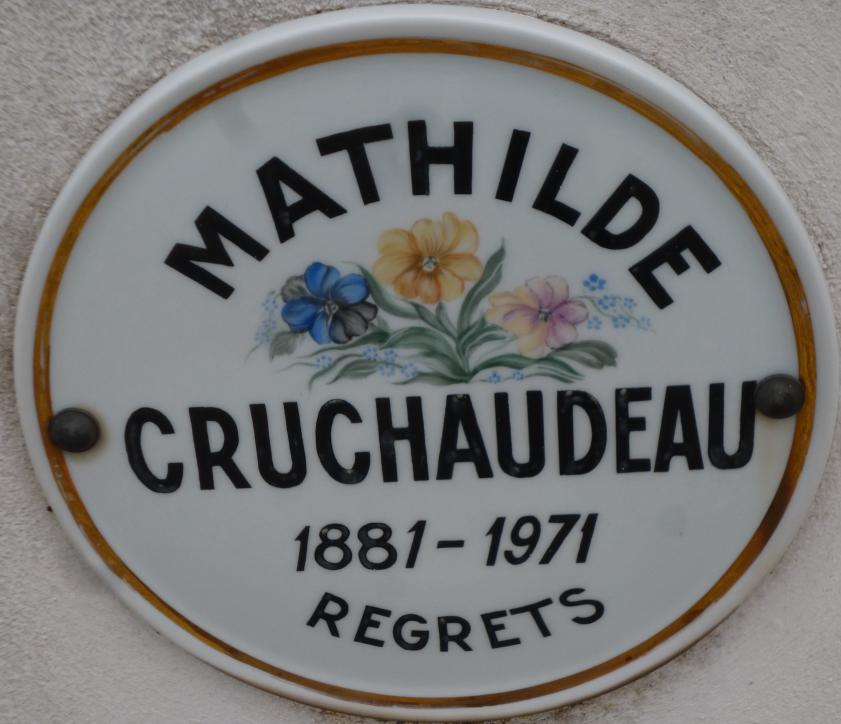 MATHILDE
CRUCHAUDEAU
1881-1971
REGRETS